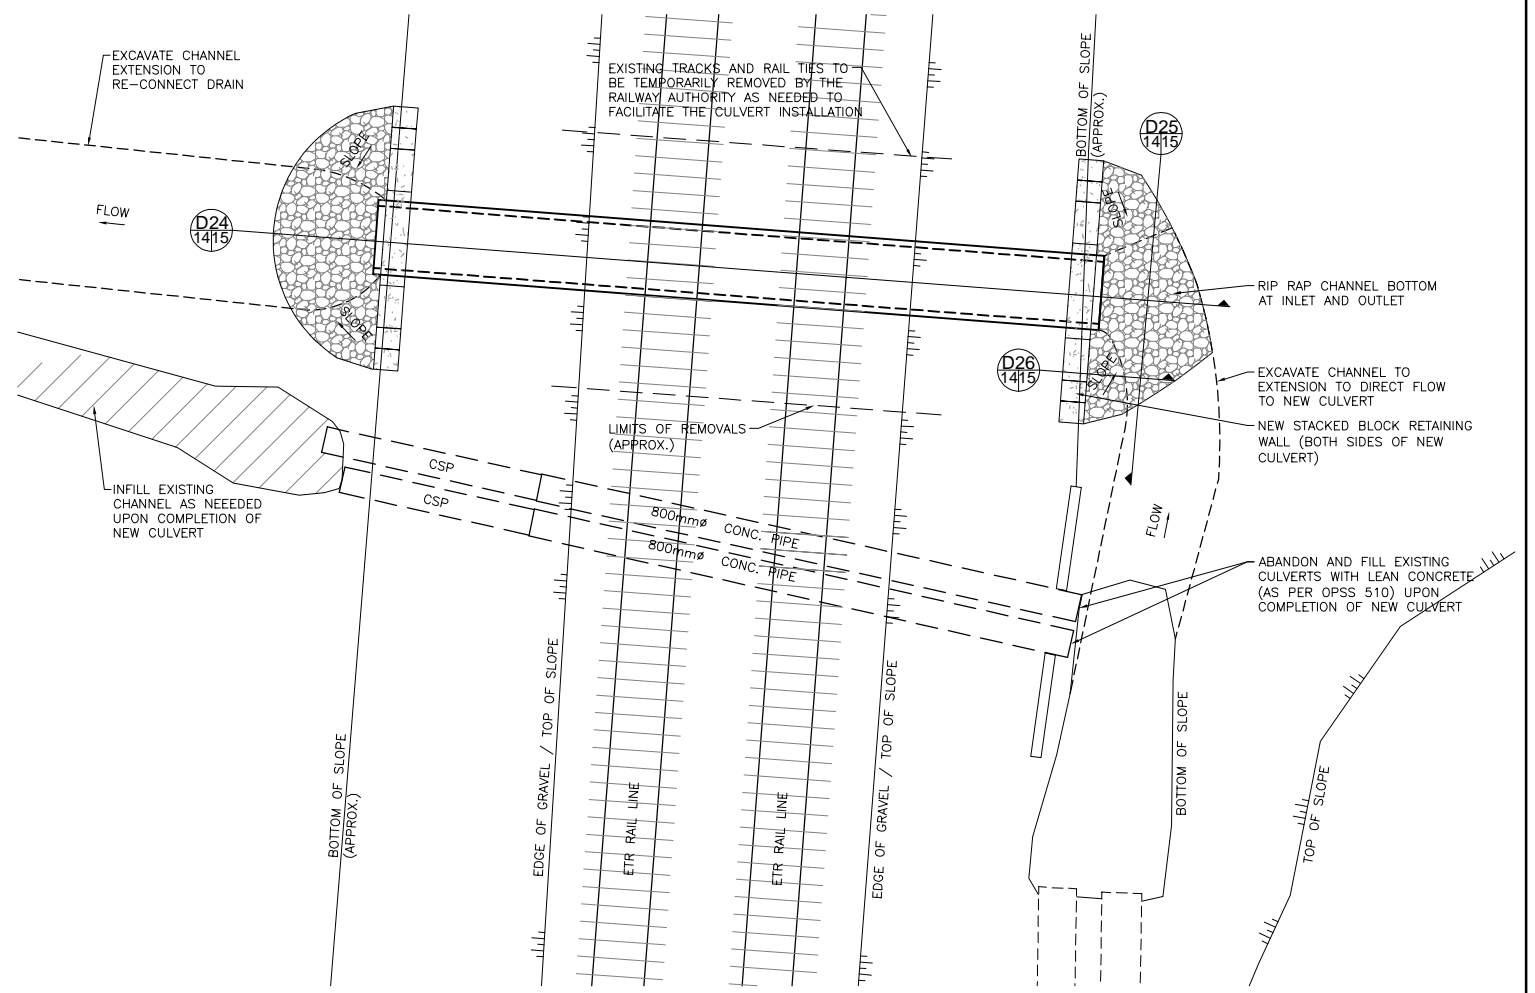 EXCAVATE CHANNEL
EXTENSION TO
RE-CONNECT DRAIN
EXISTING TRACKS AND RAIL TIES TO
BE TEMPORARILY REMOVED BY THE
RAILWAY AUTHORITY AS NEEDED TO
FACILITATE THE CULVERT INSTALLATION
BOTTOM OF SLOPE
(APPROX.)
D25
14 15
SLOPE
SLOPE
FLOW
D24
14 15
RIP RAP CHANNEL BOTTOM
AT INLET AND OUTLET
SLOPE
SLOPE
D26
14 15
EXCAVATE CHANNEL TO
EXTENSION TO DIRECT FLOW
TO NEW CULVERT
LIMITS OF REMOVALS
(APPROX.)
NEW STACKED BLOCK RETAINING
WALL (BOTH SIDES OF NEW
CULVERT)
CSP
CSP
INFILL EXISTING
CHANNEL AS NEEEDED
UPON COMPLETION OF
NEW CULVERT
800mmø CONC. PIPE
800mmø CONC. PIPE
FLOW
ABANDON AND FILL EXISTING
CULVERTS WITH LEAN CONCRETE
(AS PER OPSS 510) UPON
COMPLETION OF NEW CULVERT
BOTTOM OF SLOPE
(APPROX.)
EDGE OF GRAVEL / TOP OF SLOPE
ETR RAIL LINE
ETR RAIL LINE
EDGE OF GRAVEL / TOP OF SLOPE
BOTTOM OF SLOPE
TOP OF SLOPE